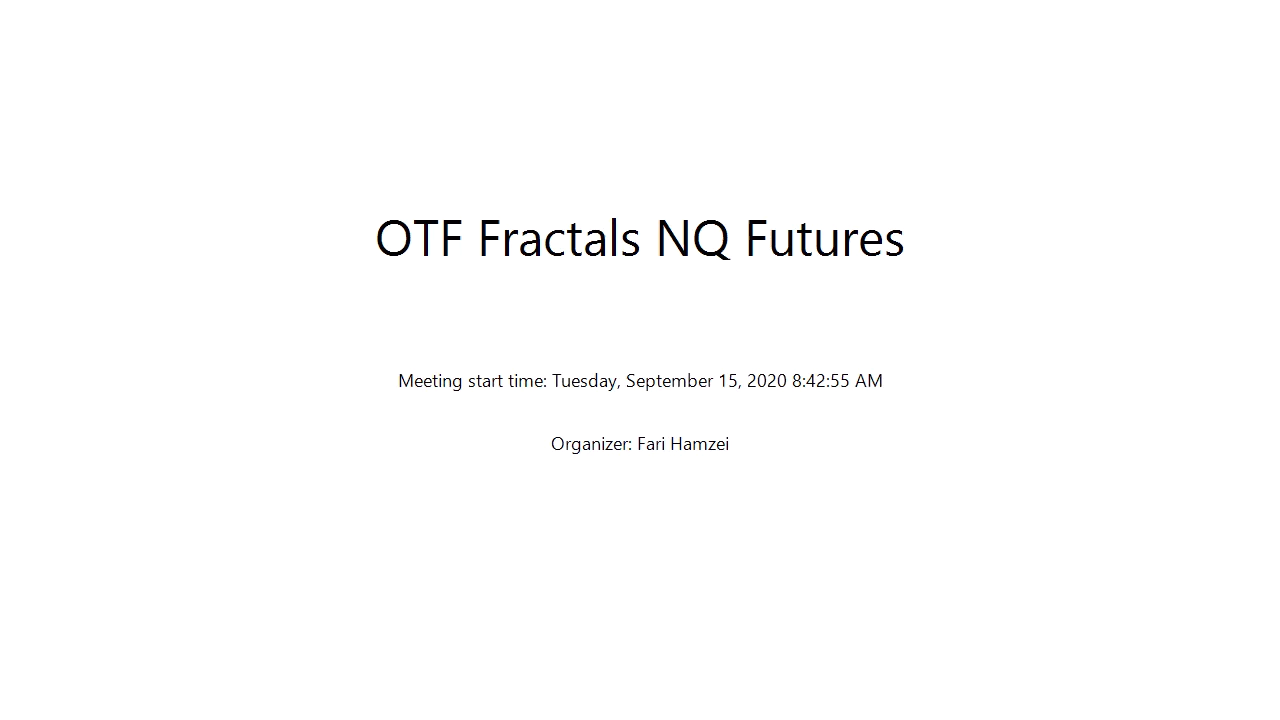 OTF Fractals NQ Futures
Meeting start time: Tuesday, September 15, 2020 8:42:55 AM
Organizer: Fari Hamzei